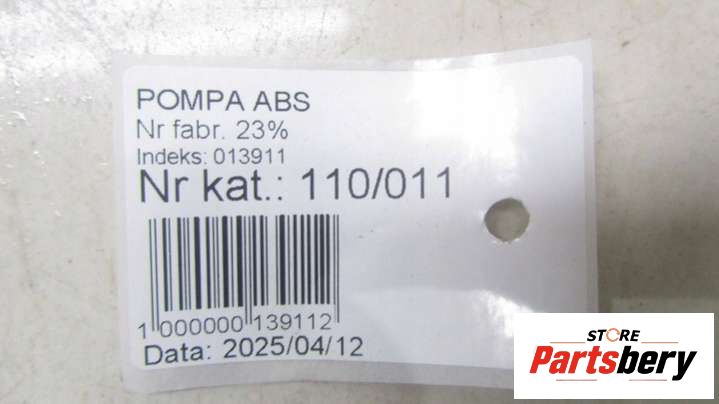 POMPA ABS
Nr fabr. 23%
Indeks: 013911
Nr kat.: 110/011
1 000000 139112
Data: 2025/04/12
STORE
Partsbery